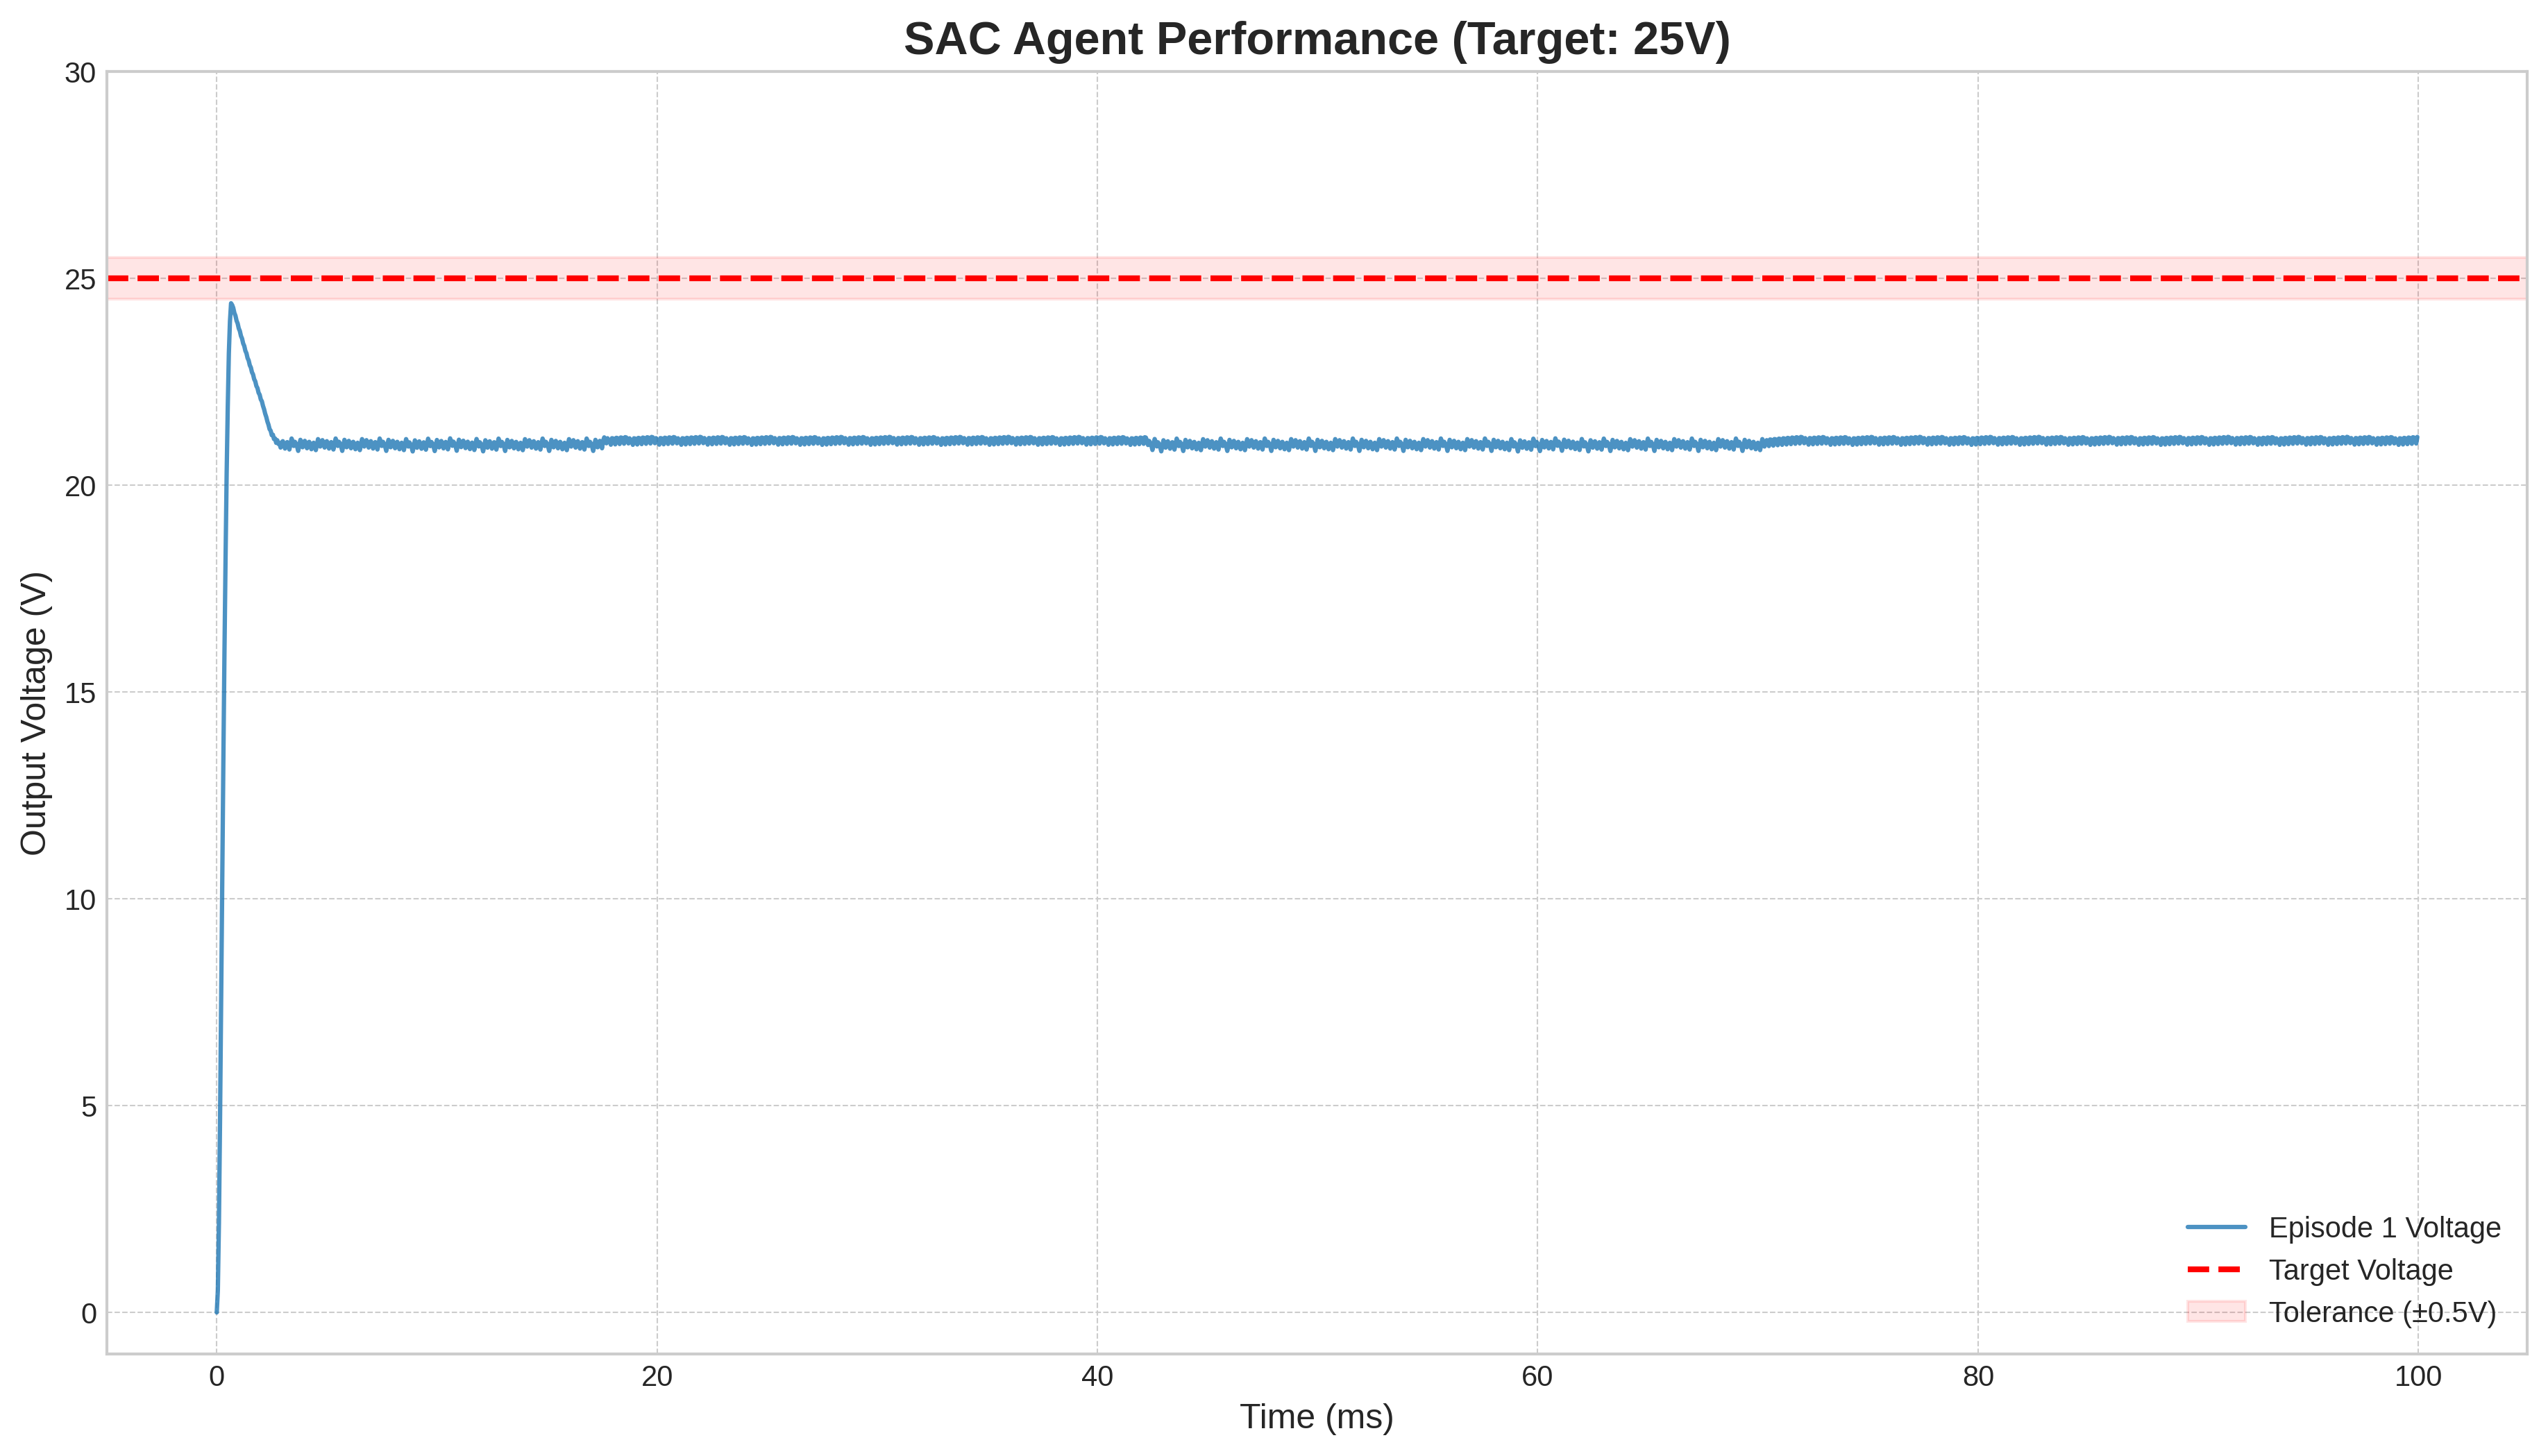 SAC Agent Performance (Target: 25V)
30
25
20
15
10
5
0
Output Voltage (V)
0 20 40 60 80 100
Time (ms)
Episode 1 Voltage
Target Voltage
Tolerance (±0.5V)